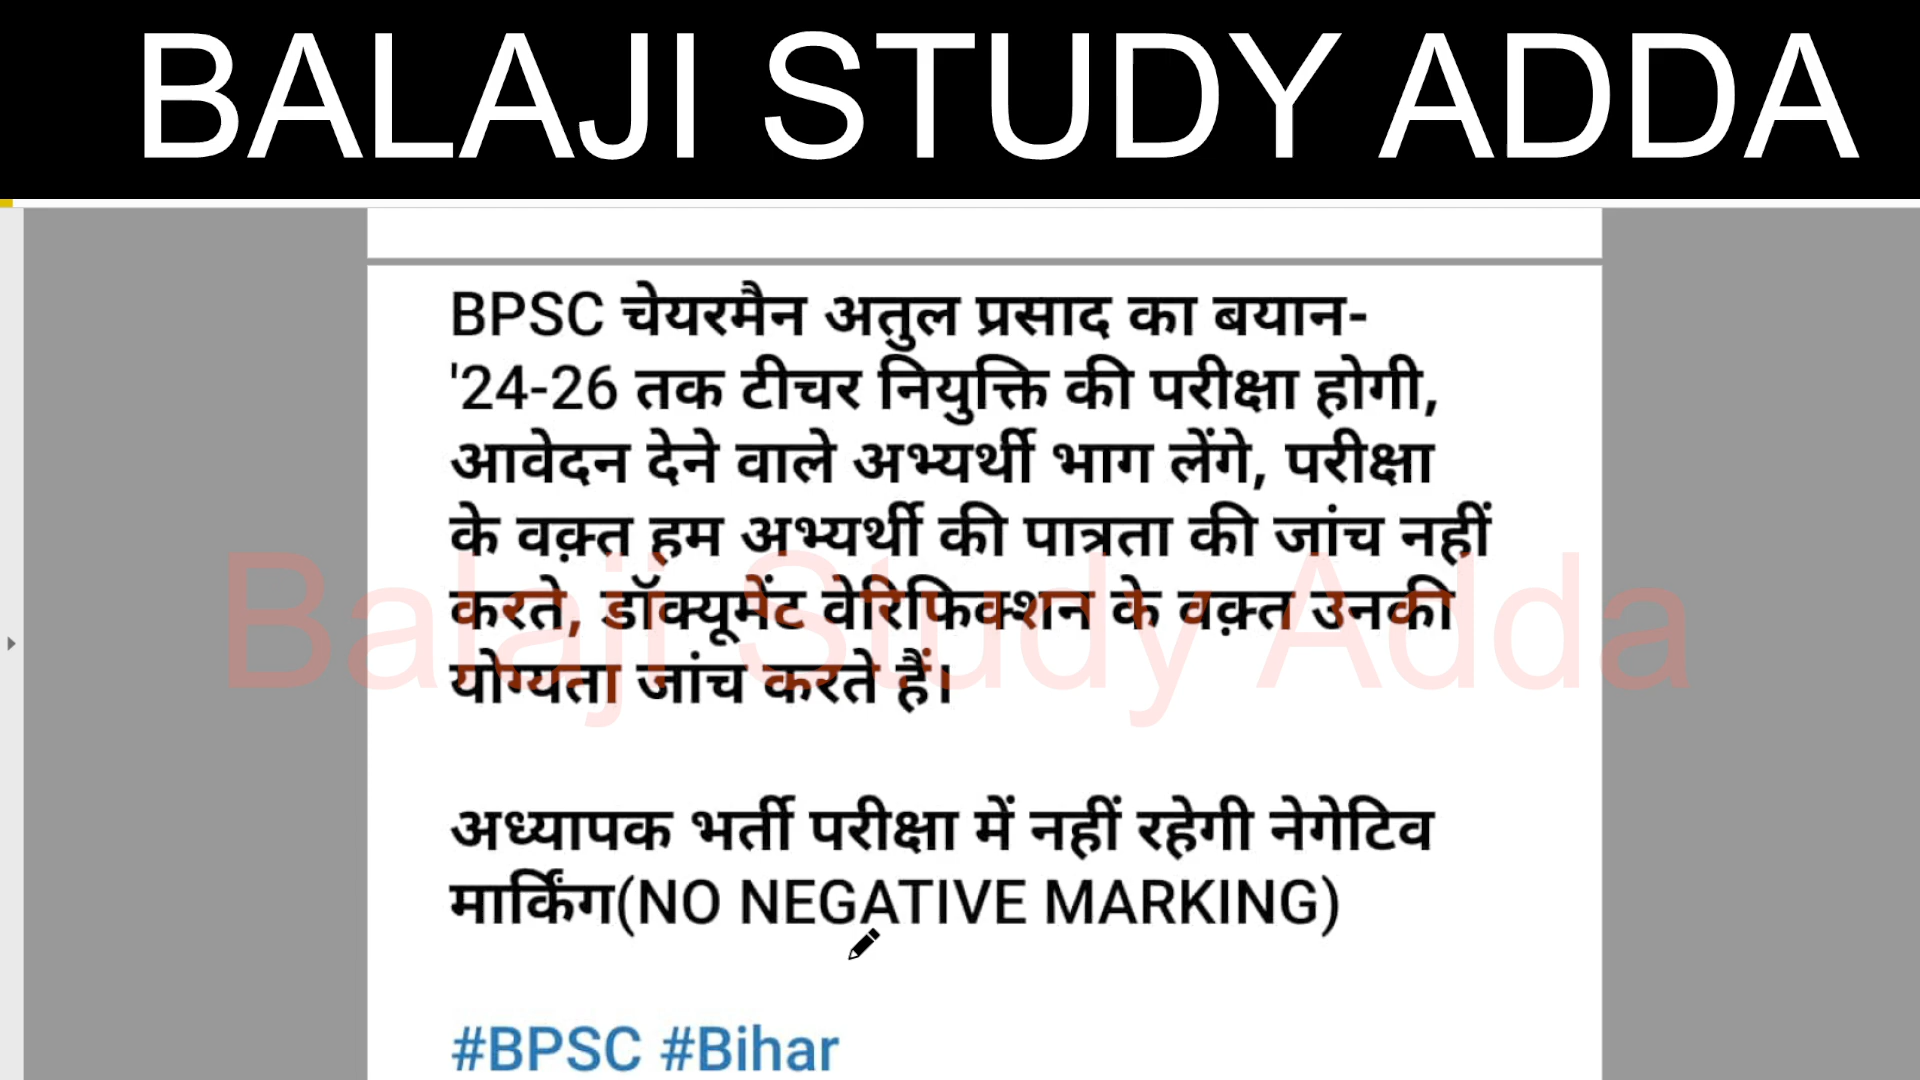 BALAJI STUDY ADDA
BPSC चेयरमैन अतुल प्रसाद का बयान-
'24-26 तक टीचर नियुक्ति की परीक्षा होगी,
आवेदन देने वाले अभ्यर्थी भाग लेंगे, परीक्षा
के वक़्त हम अभ्यर्थी की पात्रता की जांच नहीं
करते, डॉक्यूमेंट वेरिफिक्शन के वक़्त उनकी
योग्यता जांच करते हैं।
Balaji Study Adda
अध्यापक भर्ती परीक्षा में नहीं रहेगी नेगेटिव
मार्किंग(NO NEGATIVE MARKING)
#BPSC #Bihar